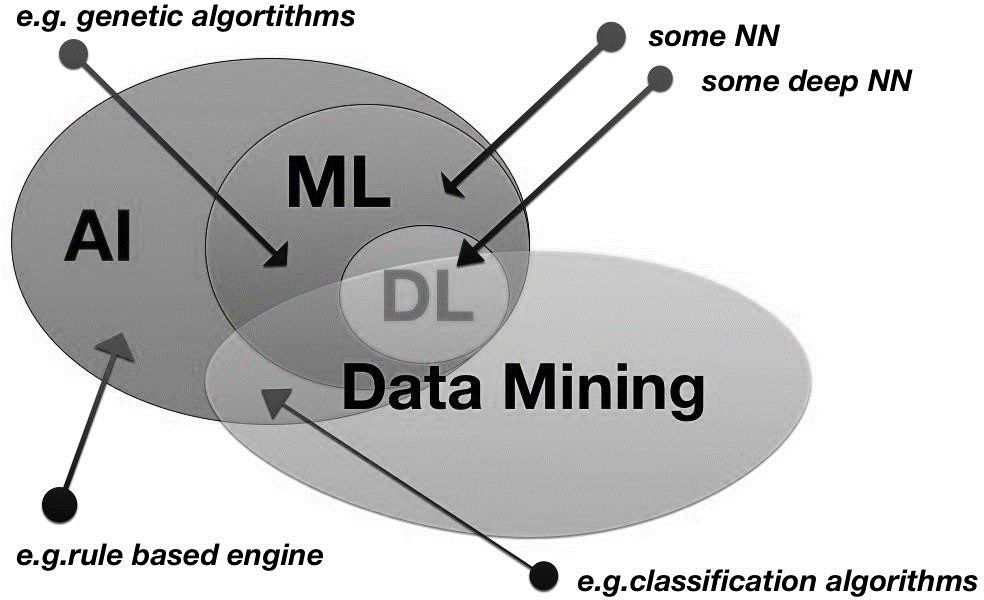 e.g. genetic algortithms
some NN
some deep NN
ML
AI
DL
Data Mining
e.g.rule based engine
e.g.classification algorithms